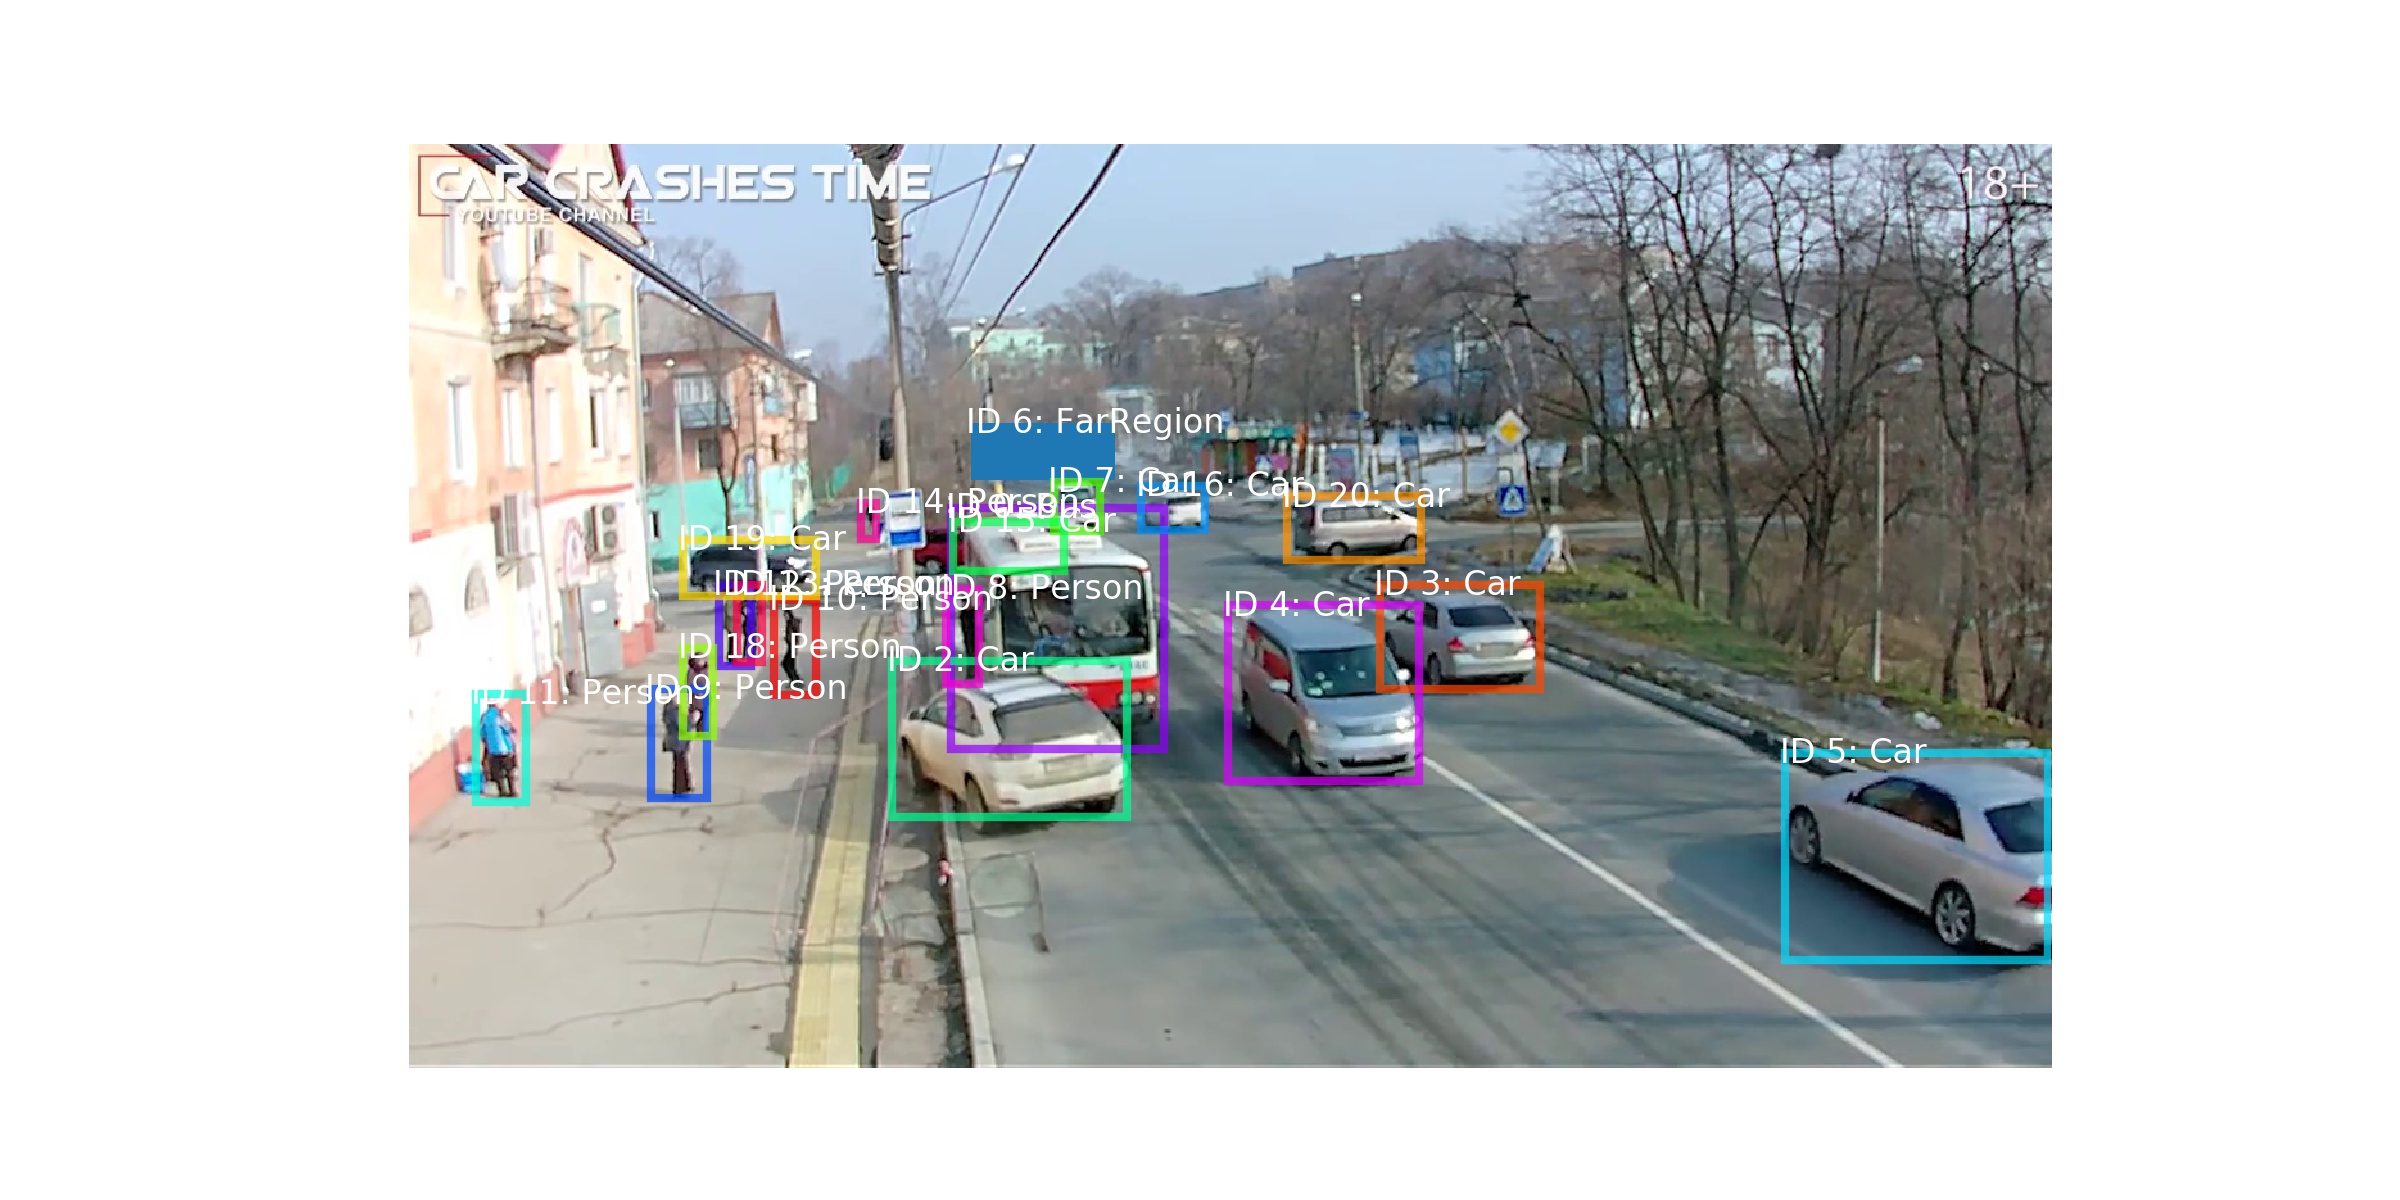 CAR CRASHES TIME
YOUTUBE CHANNEL
18+
ID 6: FarRegion
ID 7: Car
ID 16: Car
ID 20: Car
ID 14: Person
ID 15: Car
ID 19: Car
ID 3: Car
ID 8: Person
ID 10: Person
ID 4: Car
ID 18: Person
ID 2: Car
ID 9: Person
ID 11: Person
ID 5: Car